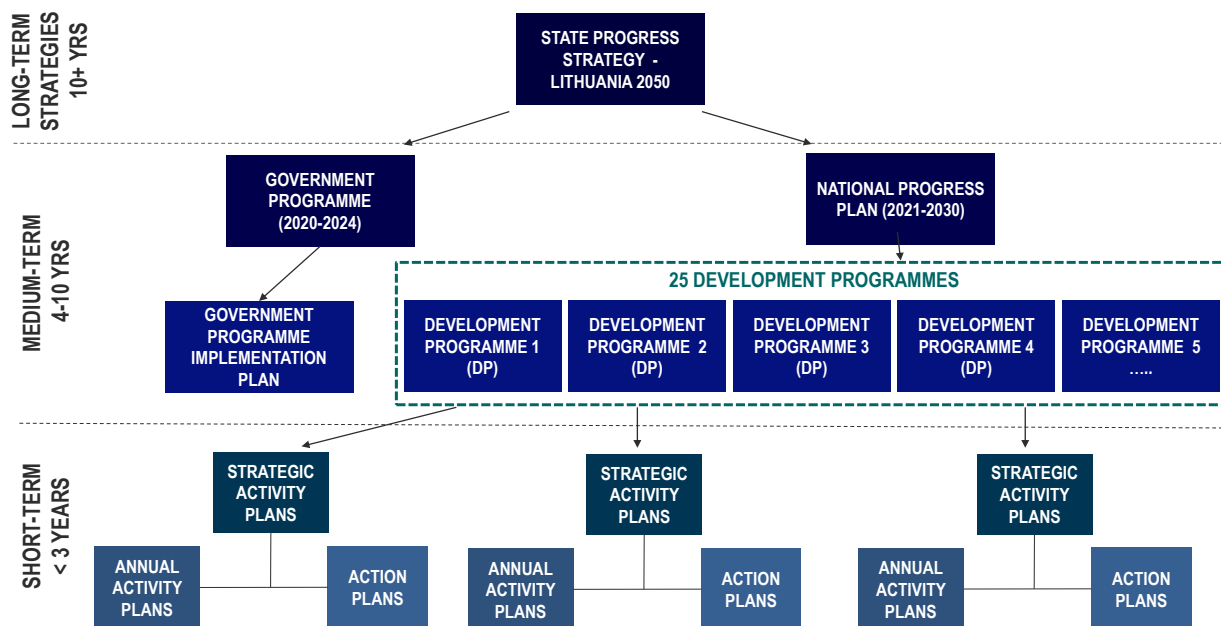 LONG-TERM
STRATEGIES
10+ YRS
STATE PROGRESS
STRATEGY -
LITHUANIA 2050
MEDIUM-TERM
4-10 YRS
GOVERNMENT
PROGRAMME
(2020-2024)
NATIONAL PROGRESS
PLAN (2021-2030)
GOVERNMENT
PROGRAMME
IMPLEMENTATION
PLAN
25 DEVELOPMENT PROGRAMMES
DEVELOPMENT
PROGRAMME 1
(DP)
DEVELOPMENT
PROGRAMME 2
(DP)
DEVELOPMENT
PROGRAMME 3
(DP)
DEVELOPMENT
PROGRAMME 4
(DP)
DEVELOPMENT
PROGRAMME 5
…..
SHORT-TERM
< 3 YEARS
STRATEGIC
ACTIVITY
PLANS
STRATEGIC
ACTIVITY
PLANS
STRATEGIC
ACTIVITY
PLANS
ANNUAL
ACTIVITY
PLANS
ACTION
PLANS
ANNUAL
ACTIVITY
PLANS
ACTION
PLANS
ANNUAL
ACTIVITY
PLANS
ACTION
PLANS